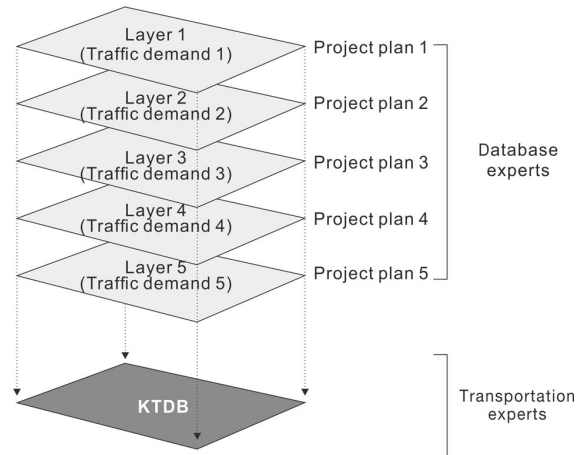 Layer 1
(Traffic demand 1)
Project plan 1
Layer 2
(Traffic demand 2)
Project plan 2
Layer 3
(Traffic demand 3)
Project plan 3
Layer 4
(Traffic demand 4)
Project plan 4
Layer 5
(Traffic demand 5)
Project plan 5
Database
experts
KTDB
Transportation
experts